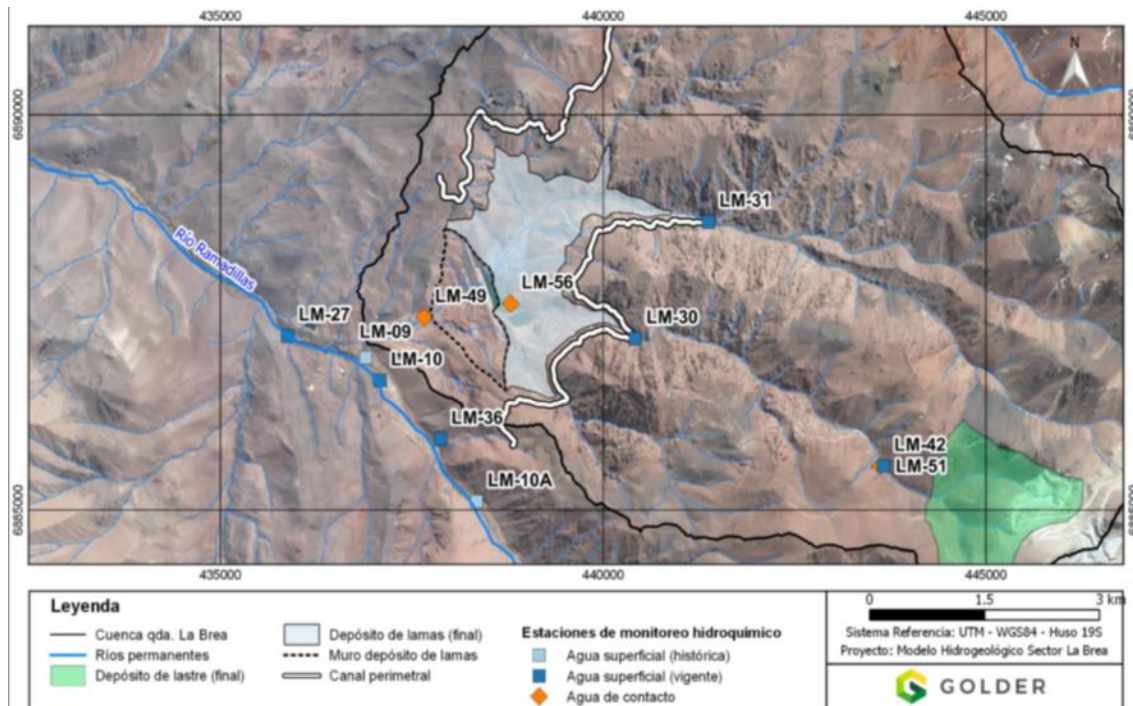 435000
440000
445000
N
6890000
6890000
LM-31
Río Ramadillas
LM-56
LM-49
LM-27
LM-30
LM-09
LM-10
LM-36
LM-42
LM-51
LM-10A
6885000
6885000
435000
440000
445000
Leyenda
Cuenca qda. La Brea
Ríos permanentes
Depósito de lastre (final)
Depósito de lamas (final)
Muro depósito de lamas
Canal perimetral
Estaciones de monitoreo hidroquímico
Agua superficial (histórica)
Agua superficial (vigente)
Agua de contacto
0 1.5 3 km
Sistema Referencia: UTM - WGS84 - Huso 19S
Proyecto: Modelo Hidrogeológico Sector La Brea
GOLDER